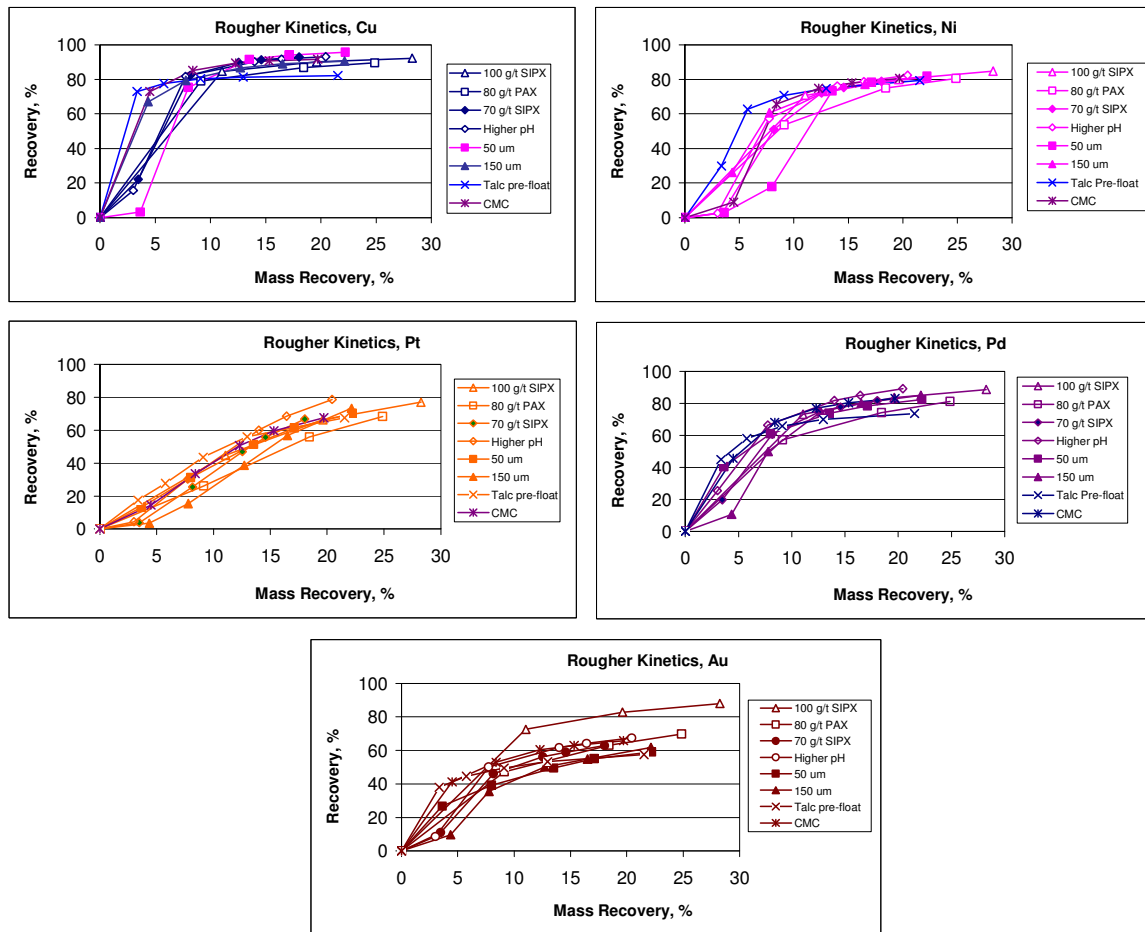 Rougher Kinetics, Cu
100
80
60
40
20
0
Recovery, %
0 5 10 15 20 25 30
Mass Recovery, %
100 g/t SIPX
80 g/t PAX
70 g/t SIPX
Higher pH
50 um
150 um
Talc pre-float
CMC
Rougher Kinetics, Ni
100
80
60
40
20
0
Recovery, %
0 5 10 15 20 25 30
Mass Recovery, %
100 g/t SIPX
80 g/t PAX
70 g/t SIPX
Higher pH
50 um
150 um
Talc Pre-float
CMC
Rougher Kinetics, Pt
100
80
60
40
20
0
Recovery, %
0 5 10 15 20 25 30
Mass Recovery, %
100 g/t SIPX
80 g/t PAX
70 g/t SIPX
Higher pH
50 um
150 um
Talc pre-float
CMC
Rougher Kinetics, Pd
100
80
60
40
20
0
Recovery, %
0 5 10 15 20 25 30
Mass Recovery, %
100 g/t SIPX
80 g/t PAX
70 g/t SIPX
Higher pH
50 um
150 um
Talc Pre-float
CMC
Rougher Kinetics, Au
100
80
60
40
20
0
Recovery, %
0 5 10 15 20 25 30
Mass Recovery, %
100 g/t SIPX
80 g/t PAX
70 g/t SIPX
Higher pH
50 um
150 um
Talc pre-float
CMC